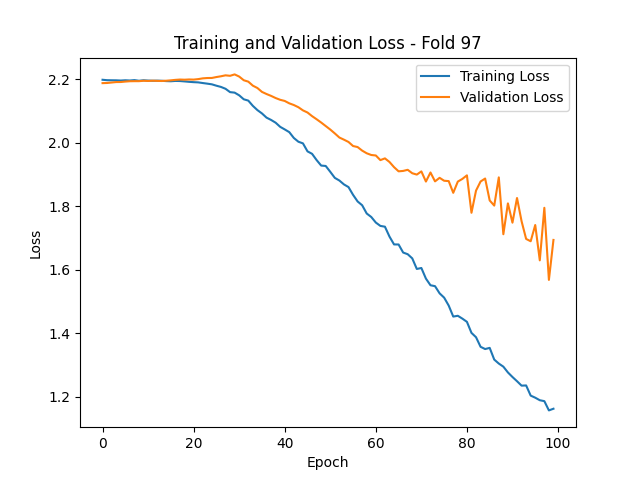 Training and Validation Loss - Fold 97
Training Loss
Validation Loss
2.2
2.0
1.8
1.6
1.4
1.2
Loss
0 20 40 60 80 100
Epoch